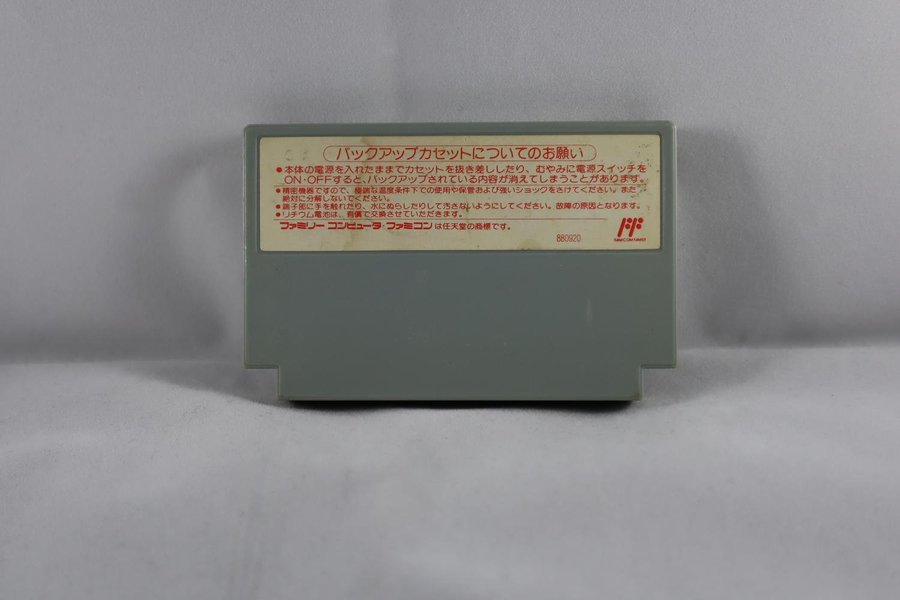 バックアップカセットについてのお願い
●本体の電源を入れたままでカセットを抜き差ししたり、むやみに電源スイッチを
ON・OFFすると、バックアップされている内容が消えてしまうことがあります。
●精密機器ですので、極端な温度条件下での使用や保管および強いショックをさけてください。また
絶対に分解しないでください。
●端子部に手を触れたり、水にぬらしたりして汚さないようにしてください。故障の原因となります。
●リチウム電池は、有償で交換させていただきます。
ファミリー コンピュータ・ファミコンは任天堂の商標です。
880920
FAMICOM FAMILY